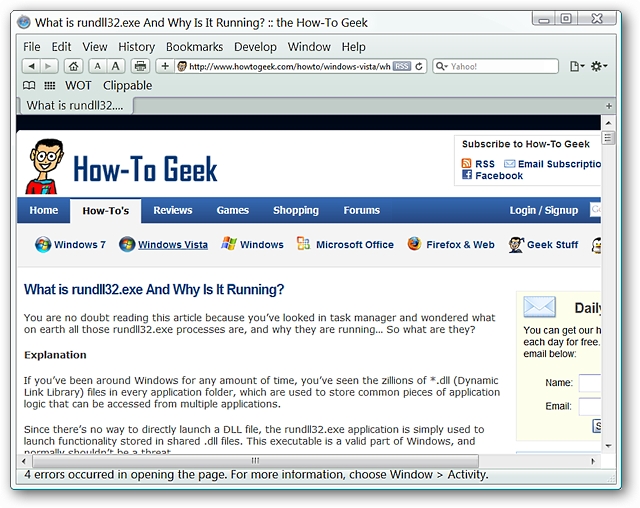 What is rundll32.exe And Why Is It Running? :: the How-To Geek
File Edit View History Bookmarks Develop Window Help
A A + http://www.howtogeek.com/howto/windows-vista/wh RSS Yahoo!
WOT Clippable
What is rundll32....
How-To Geek
Subscribe to How-To Geek
RSS Email Subscriptio
Facebook
Home How-To's Reviews Games Shopping Forums Login / Signup Go
Windows 7 Windows Vista Windows Microsoft Office Firefox & Web Geek Stuff
What is rundll32.exe And Why Is It Running?
You are no doubt reading this article because you've looked in task manager and wondered what
on earth all those rundll32.exe processes are, and why they are running... So what are they?
Explanation
If you've been around Windows for any amount of time, you've seen the zillions of *.dll (Dynamic
Link Library) files in every application folder, which are used to store common pieces of application
logic that can be accessed from multiple applications.
Since there's no way to directly launch a DLL file, the rundll32.exe application is simply used to
launch functionality stored in shared .dll files. This executable is a valid part of Windows, and
normally shouldn't be a threat.
Daily
You can get our h
each day for free.
email below:
Name:
Email:
S
4 errors occurred in opening the page. For more information, choose Window > Activity.